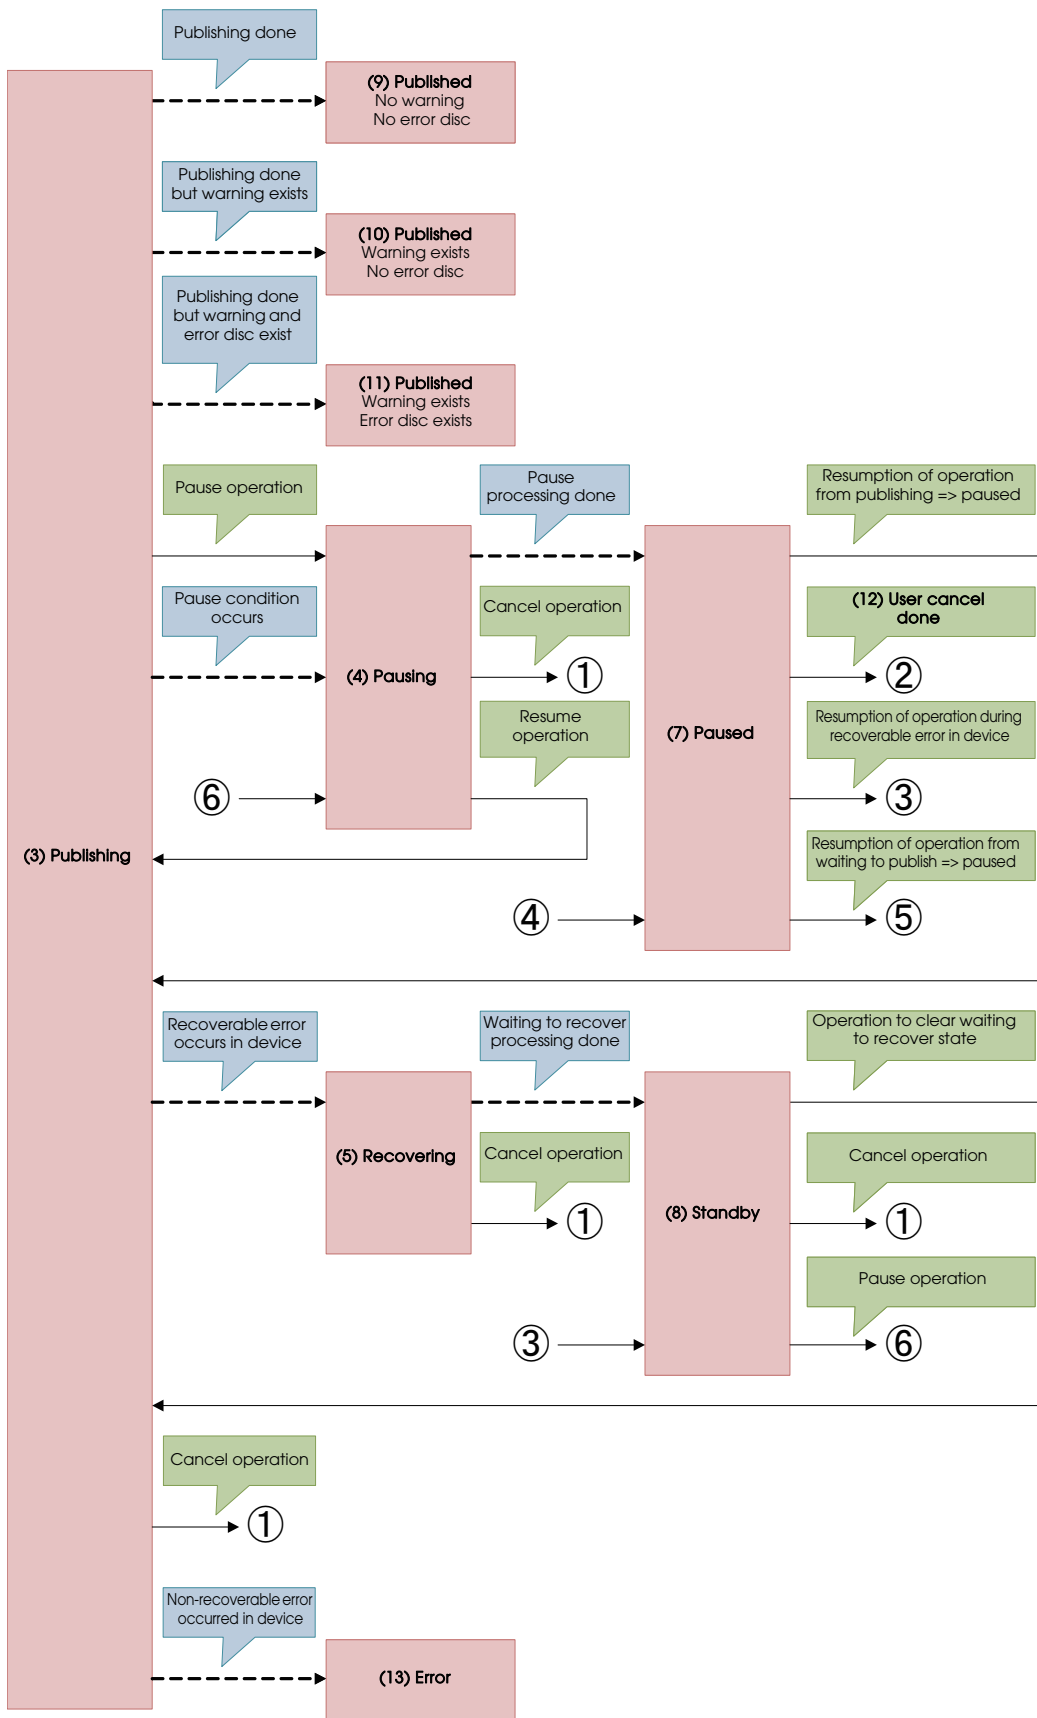 Publishing done
(9) Published
No warning
No error disc
Publishing done
but warning exists
(10) Published
Warning exists
No error disc
Publishing done
but warning and
error disc exist
(11) Published
Warning exists
Error disc exists
Pause operation
Pause
processing done
Resumption of operation
from publishing => paused
Pause condition
occurs
Cancel operation
(12) User cancel
done
(4) Pausing
①
②
Resume
operation
(7) Paused
Resumption of operation during
recoverable error in device
⑥
③
(3) Publishing
Resumption of operation from
waiting to publish => paused
④
⑤
Recoverable error
occurs in device
Waiting to recover
processing done
Operation to clear waiting
to recover state
(5) Recovering
Cancel operation
Cancel operation
(8) Standby
①
①
Pause operation
③
⑥
Cancel operation
①
Non-recoverable error
occurred in device
(13) Error